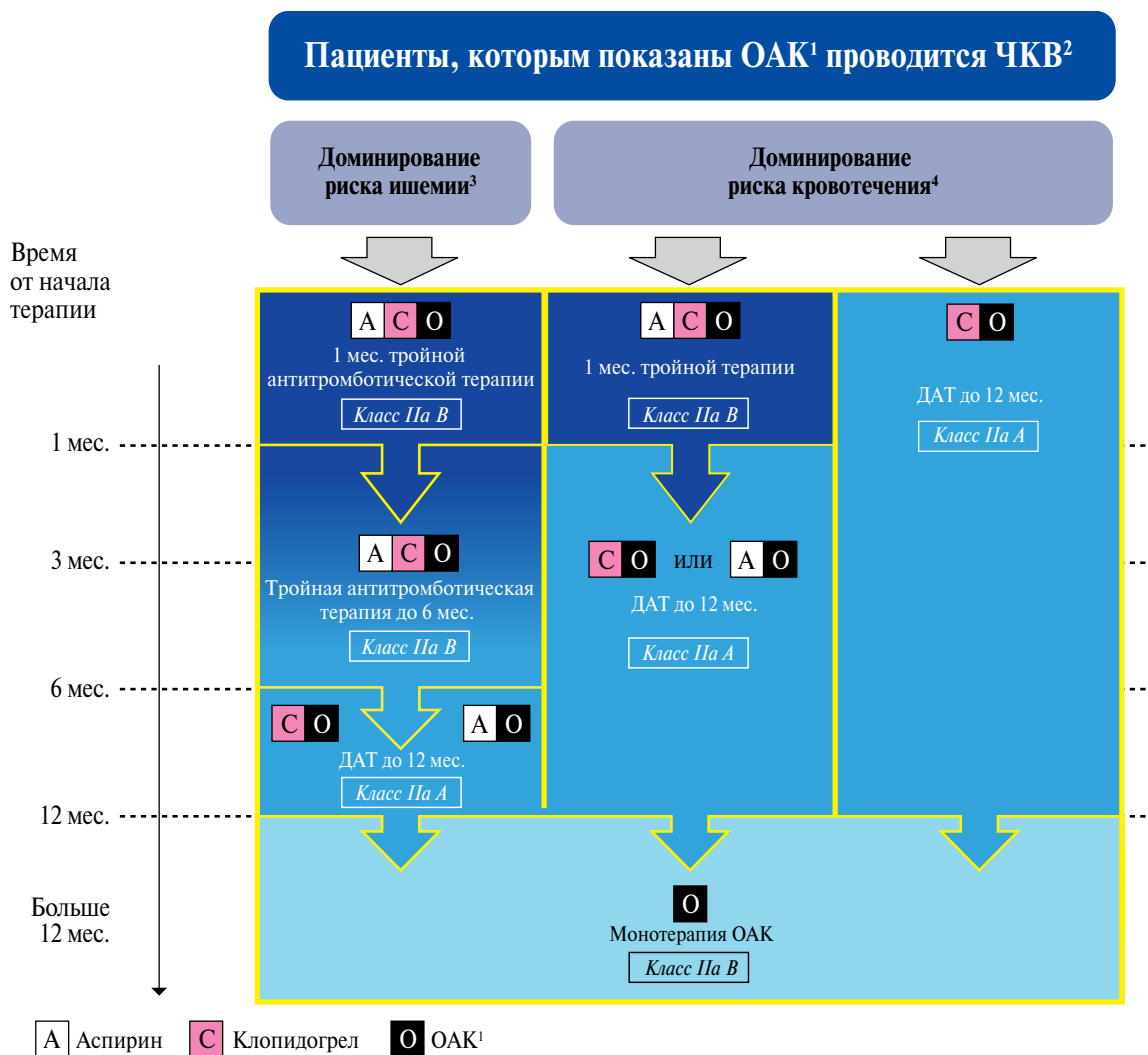 Пациенты, которым показаны ОАК¹ проводится ЧКВ²
Доминирование
риска ишемии³
Доминирование
риска кровотечения⁴
Время
от начала
терапии
A C O
1 мес. тройной
антитромботической терапии
Класс IIa B
A C O
1 мес. тройной терапии
Класс IIa B
C O
ДАТ до 12 мес.
Класс IIa A
1 мес.
3 мес.
A C O
Тройная антитромботическая
терапия до 6 мес.
Класс IIa B
C O или A O
ДАТ до 12 мес.
Класс IIa A
6 мес.
C O A O
ДАТ до 12 мес.
Класс IIa A
12 мес.
Больше
12 мес.
O
Монотерапия ОАК
Класс IIa B
A Аспирин C Клопидогрел O ОАК¹